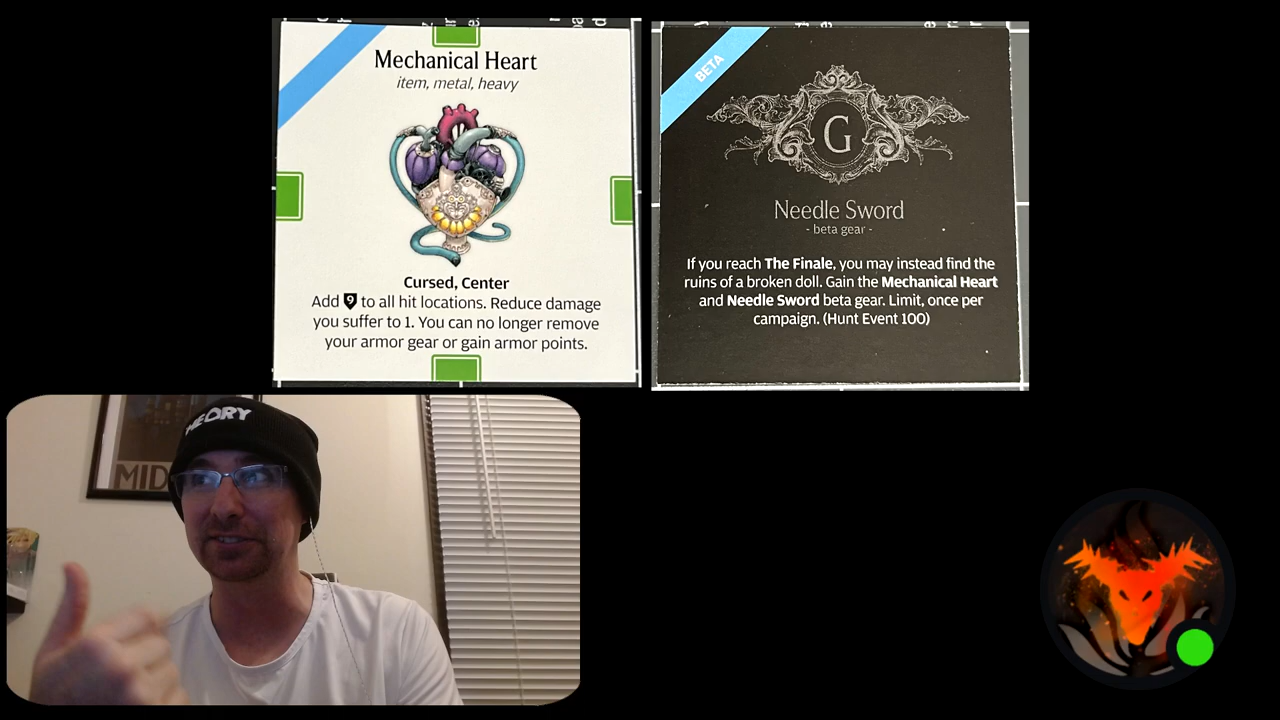 Mechanical Heart
item, metal, heavy
Cursed, Center
Add 9 to all hit locations. Reduce damage
you suffer to 1. You can no longer remove
your armor gear or gain armor points.
BETA
G
Needle Sword
- beta gear -
If you reach The Finale, you may instead find the
ruins of a broken doll. Gain the Mechanical Heart
and Needle Sword beta gear. Limit, once per
campaign. (Hunt Event 100)
MID